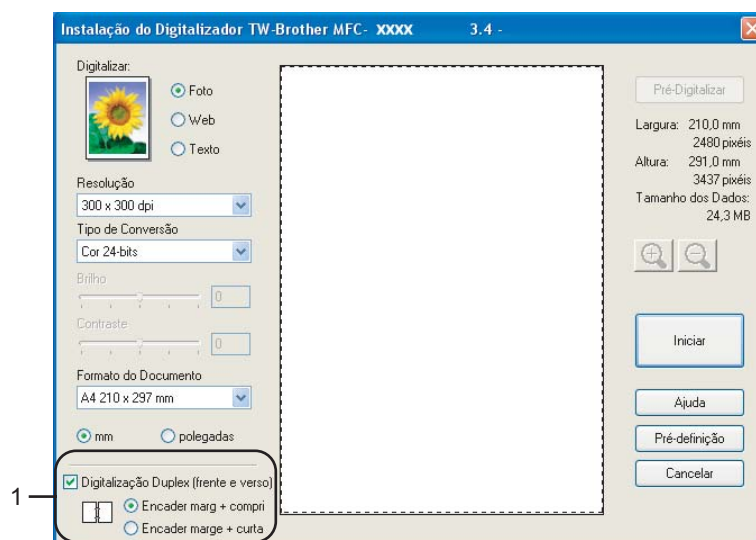 Instalação do Digitalizador TW-Brother MFC- XXXX 3.4 -
Digitalizar:
Foto
Web
Texto
Resolução
300 x 300 dpi
Tipo de Conversão
Cor 24-bits
Brilho
0
Contraste
0
Formato do Documento
A4 210 x 297 mm
mm polegadas
1
Digitalização Duplex (frente e verso)
Encader marg + compri
Encader marge + curta
Pré-Digitalizar
Largura: 210,0 mm
2480 pixéis
Altura: 291,0 mm
3437 pixéis
Tamanho dos Dados:
24,3 MB
Iniciar
Ajuda
Pré-definição
Cancelar